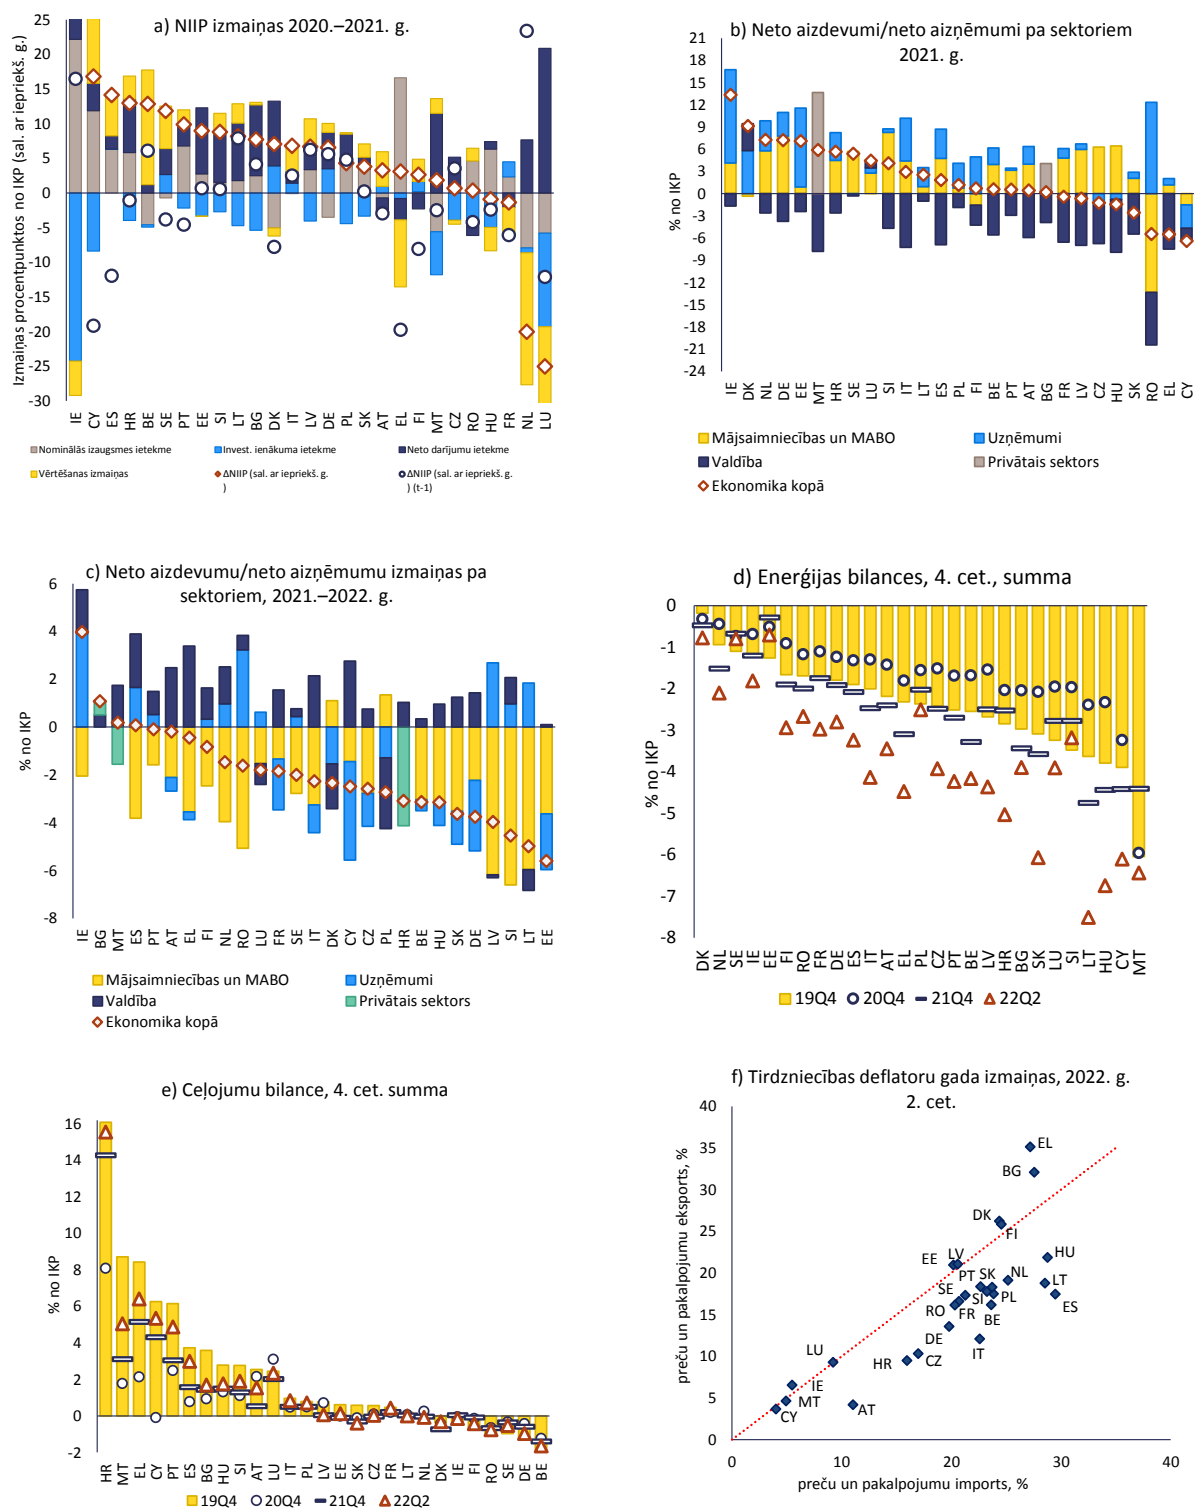 a) NIIP izmaiņas 2020.–2021. g.
Izmaiņas procentpunktos no IKP (sal. ar iepriekš. g.)
25
20
15
10
5
0
-5
-10
-15
-20
-25
-30
IE CY ES HR BE SE PT EE SI LT BG DK IT LV DE PL SK AT EL FI MT CZ RO HU FR NL LU
Nominālās izaugsmes ietekme
Invest. ienākuma ietekme
Neto darījumu ietekme
Vērtēšanas izmaiņas
ΔNIIP (sal. ar iepriekš. g.
)
ΔNIIP (sal. ar iepriekš. g.
) (t-1)
b) Neto aizdevumi/neto aizņēmumi pa sektoriem
2021. g.
% no IKP
21
18
15
12
9
6
3
0
-3
-6
-9
-12
-15
-18
-21
-24
IE DK NL DE EE MT HR SE LU SI IT LT ES PL FI BE PT AT BG FR LV CZ HU SK RO EL CY
Mājsaimniecības un MABO
Uzņēmumi
Valdība
Privātais sektors
Ekonomika kopā
c) Neto aizdevumu/neto aizņēmumu izmaiņas pa
sektoriem, 2021.–2022. g.
% no IKP
6
4
2
0
-2
-4
-6
-8
IE BG MT ES PT AT EL FI NL RO LU FR SE IT DK CY CZ PL HR BE HU SK DE LV SI LT EE
Mājsaimniecības un MABO
Uzņēmumi
Valdība
Privātais sektors
Ekonomika kopā
d) Enerģijas bilances, 4. cet., summa
% no IKP
0
-1
-2
-3
-4
-5
-6
-7
-8
DK NL SE IE EE FI RO FR DE ES IT AT EL PL CZ PT BE LV HR BG SK LU SI LT HU CY MT
19Q4 20Q4 21Q4 22Q2
e) Ceļojumu bilance, 4. cet. summa
% no IKP
16
14
12
10
8
6
4
2
0
-2
HR MT EL CY PT ES BG HU SI AT LU IT PL LV EE SK CZ FR LT NL DK IE FI RO SE DE BE
19Q4 20Q4 21Q4 22Q2
f) Tirdzniecības deflatoru gada izmaiņas, 2022. g.
2. cet.
preču un pakalpojumu eksports, %
40
35
30
25
20
15
10
5
0
EL
BG
DK
FI
EE
LV
HU
PT
SK
NL
LT
SE
SI
PL
ES
RO
FR
BE
DE
IT
LU
HR
CZ
IE
MT
CY
AT
0 10 20 30 40
preču un pakalpojumu imports, %